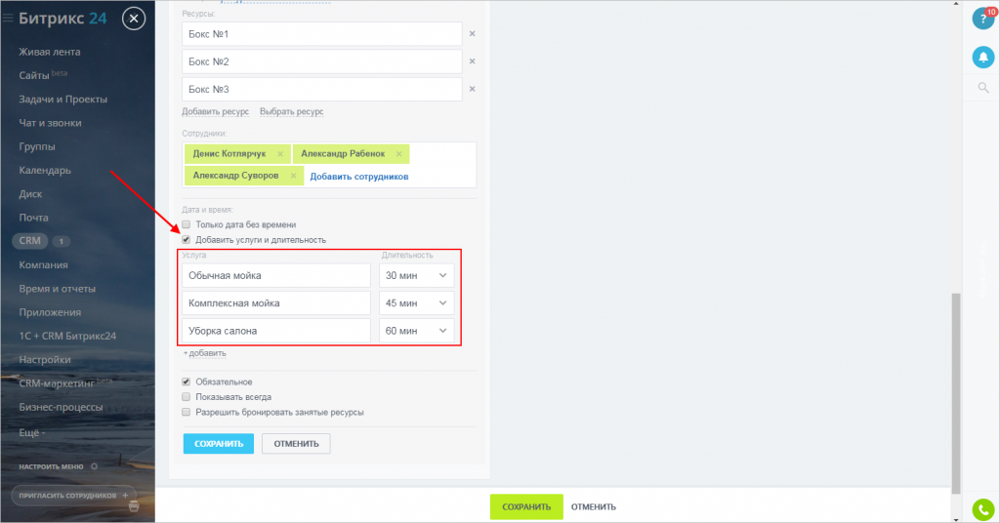 Битрикс 24
Живая лента
Сайты beta
Задачи и Проекты
Чат и звонки
Группы
Календарь
Диск
Почта
CRM 1
Компания
Время и отчеты
Приложения
1С + CRM Битрикс24
Настройки
CRM-маркетинг beta
Бизнес-процессы
Ещё -
НАСТРОИТЬ МЕНЮ
ПРИГЛАСИТЬ СОТРУДНИКОВ +
Ресурсы:
Бокс №1 ×
Бокс №2 ×
Бокс №3 ×
Добавить ресурс Выбрать ресурс
Сотрудники:
Денис Котлярчук × Александр Рабенок ×
Александр Суворов × Добавить сотрудников
Дата и время:
Только дата без времени
Добавить услуги и длительность
Услуга Длительность
Обычная мойка 30 мин
Комплексная мойка 45 мин
Уборка салона 60 мин
+ добавить
Обязательное
Показывать всегда
Разрешить бронировать занятые ресурсы
СОХРАНИТЬ ОТМЕНИТЬ
СОХРАНИТЬ ОТМЕНИТЬ
? 10